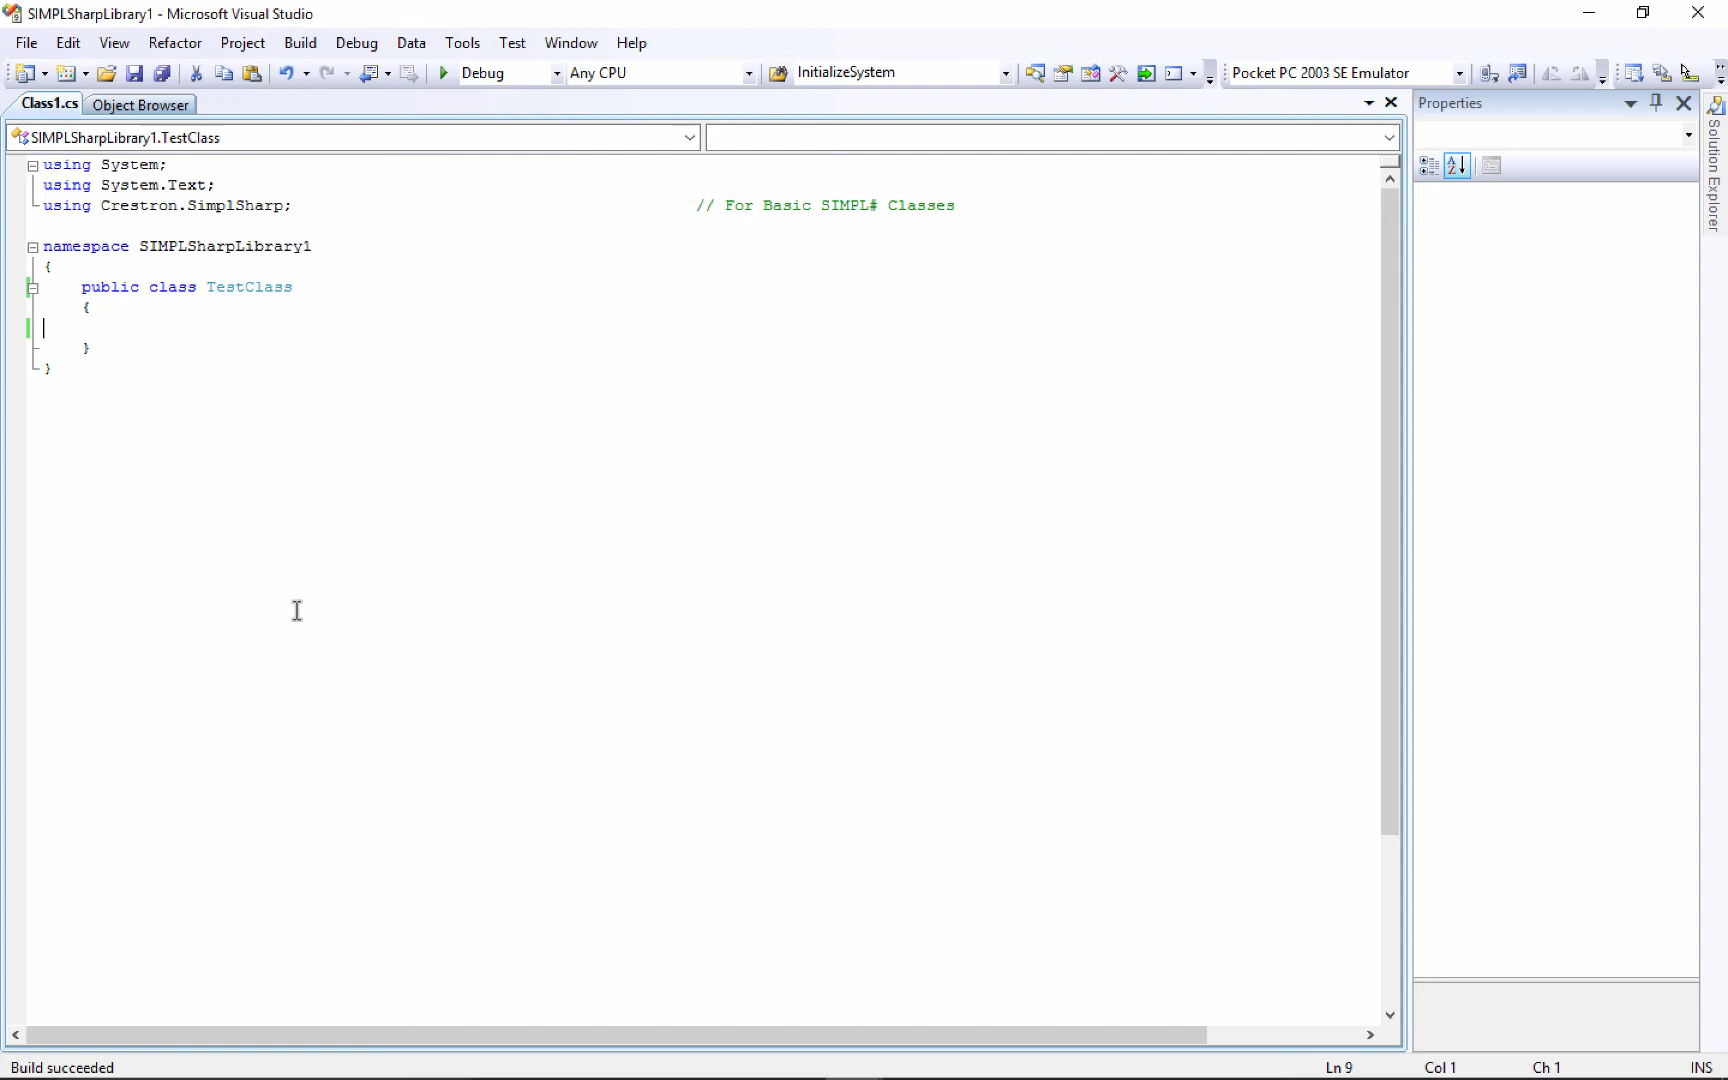 SIMPLSharpLibrary1 - Microsoft Visual Studio
File Edit View Refactor Project Build Debug Data Tools Test Window Help
Debug Any CPU InitializeSystem Pocket PC 2003 SE Emulator
Class1.cs Object Browser Properties
SIMPLSharpLibrary1.TestClass
Solution Explorer
using System;
using System.Text;
using Crestron.SimplSharp; // For Basic SIMPL# Classes
namespace SIMPLSharpLibrary1
{
public class TestClass
{
}
}
Build succeeded Ln 9 Col 1 Ch 1 INS